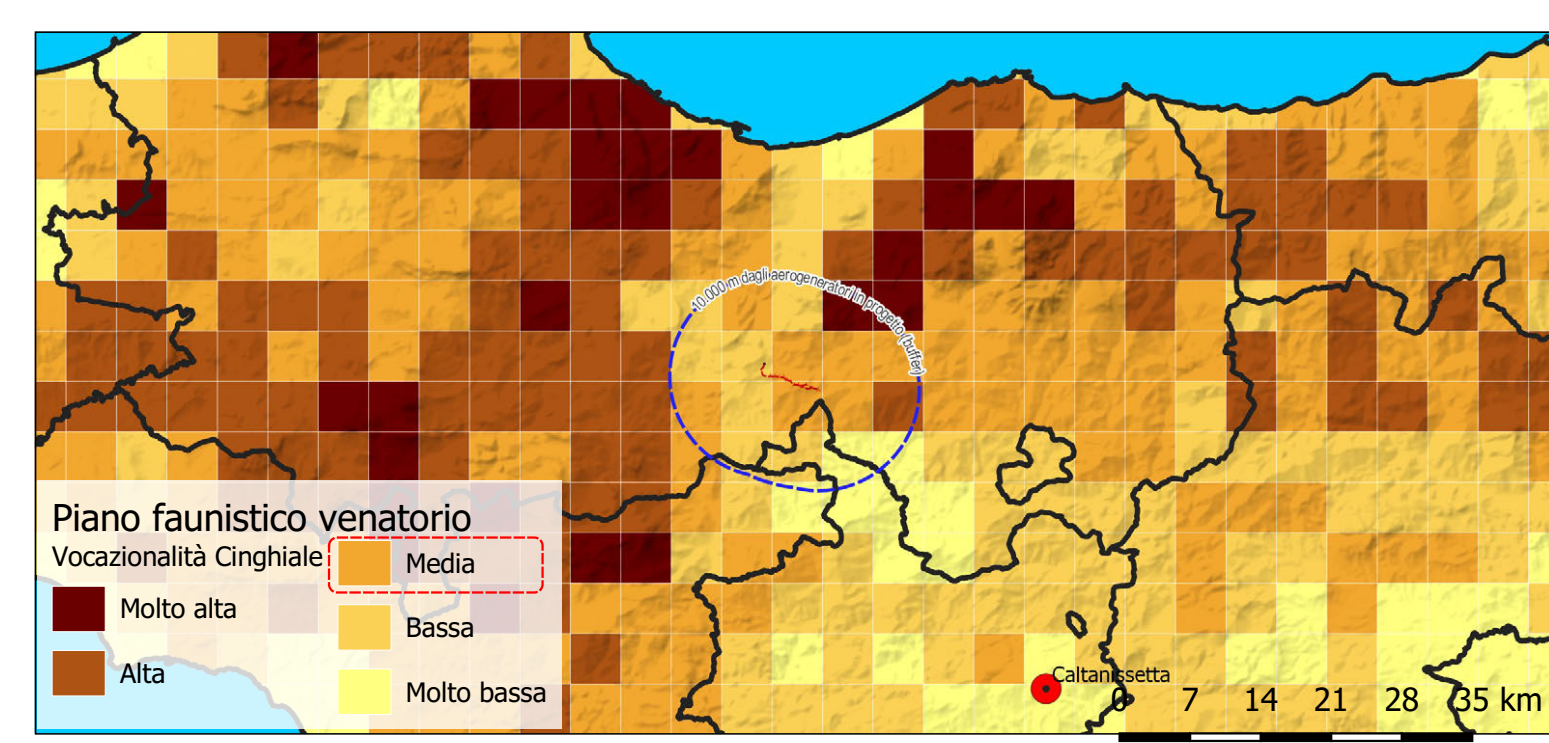 10.000 m dagli aerogeneratori in progetto (buffer)
Piano faunistico venatorio
Vocazionalità Cinghiale
Molto alta
Alta
Media
Bassa
Molto bassa
Caltanissetta
0 7 14 21 28 35 km